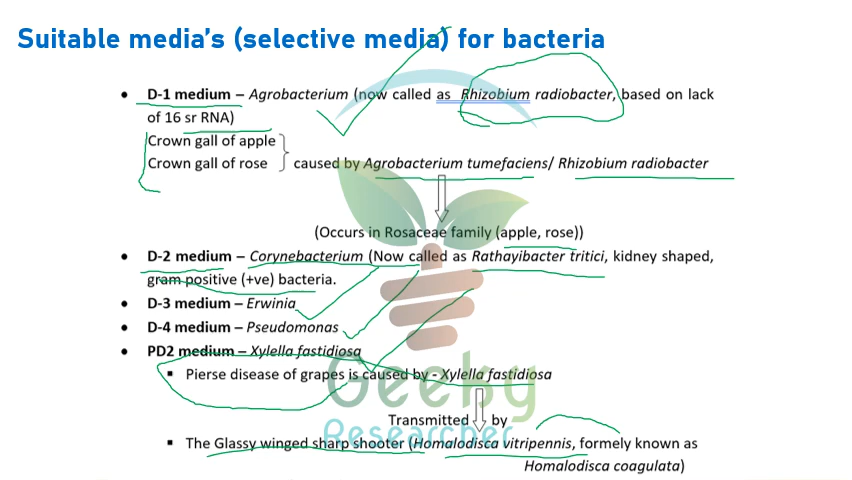 Suitable media's (selective media) for bacteria
• D-1 medium – Agrobacterium (now called as Rhizobium radiobacter, based on lack
of 16 sr RNA)
Crown gall of apple
Crown gall of rose } caused by Agrobacterium tumefaciens/ Rhizobium radiobacter
(Occurs in Rosaceae family (apple, rose))
• D-2 medium – Corynebacterium (Now called as Rathayibacter tritici, kidney shaped,
gram positive (+ve) bacteria.
• D-3 medium – Erwinia
• D-4 medium – Pseudomonas
• PD2 medium – Xylella fastidiosa
▪ Pierse disease of grapes is caused by - Xylella fastidiosa
Geeky
Transmitted by
Researcher
▪ The Glassy winged sharp shooter (Homalodisca vitripennis, formely known as
Homalodisca coagulata)